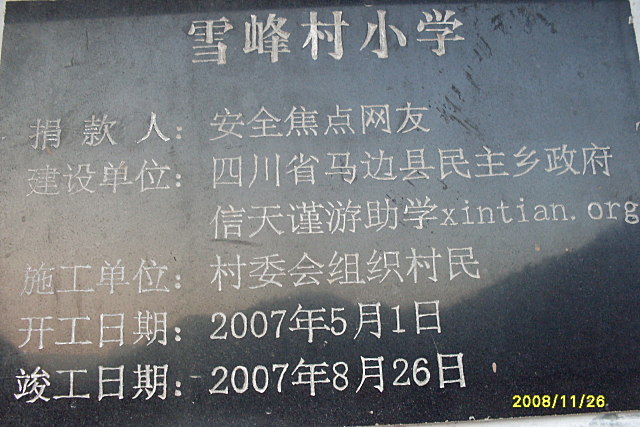 雪峰村小学
捐款人：安全焦点网友
建设单位：四川省马边县民主乡政府
信天谨游助学xintian.org
施工单位：村委会组织村民
开工日期：2007年5月1日
竣工日期：2007年8月26日
2008/11/26